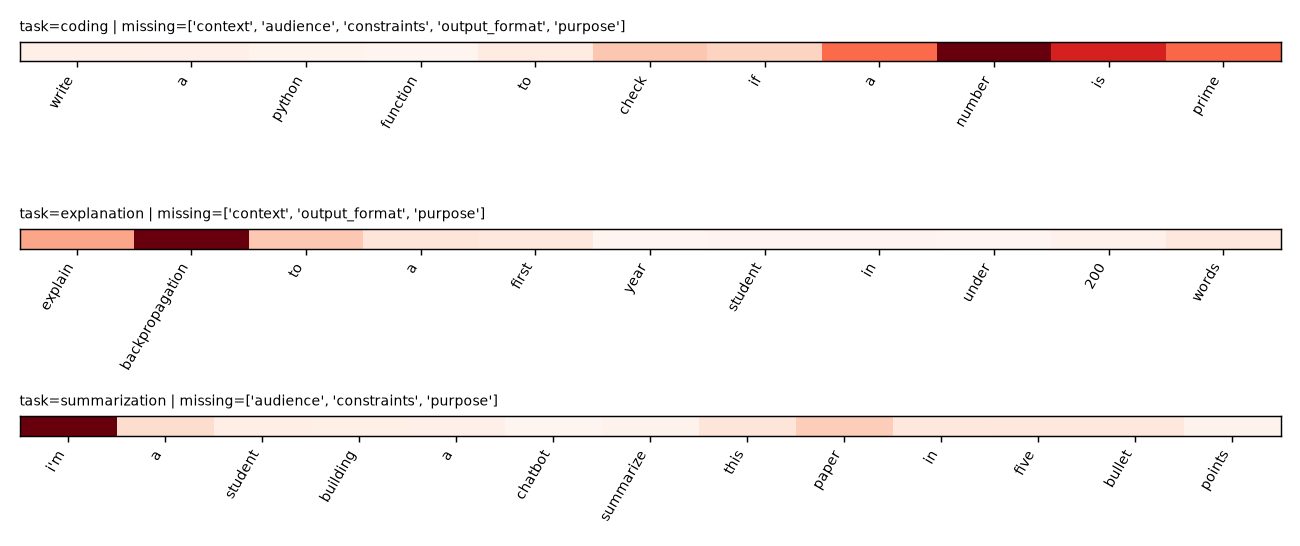 task=coding | missing=['context', 'audience', 'constraints', 'output_format', 'purpose']
write a python function to check if a number is prime
task=explanation | missing=['context', 'output_format', 'purpose']
explain backpropagation to a first year student in under 200 words
task=summarization | missing=['audience', 'constraints', 'purpose']
i'm a student building a chatbot summarize this paper in five bullet points